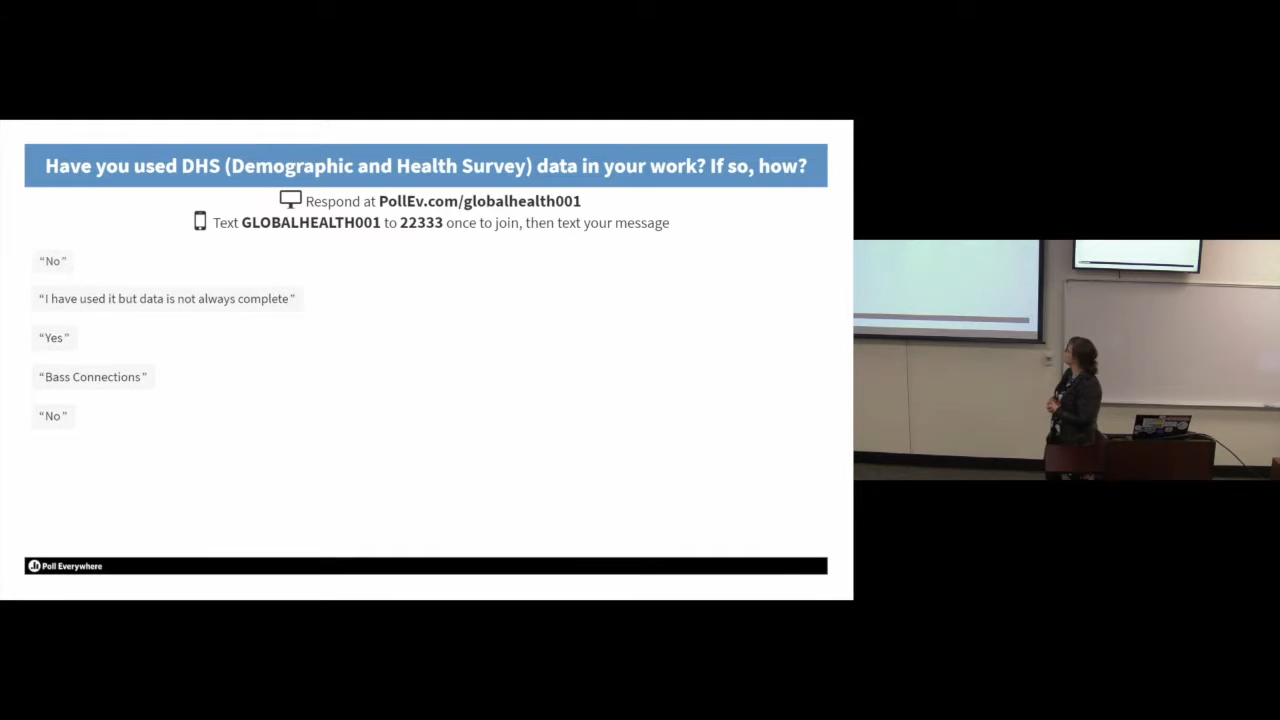 Have you used DHS (Demographic and Health Survey) data in your work? If so, how?
Respond at PollEv.com/globalhealth001
Text GLOBALHEALTH001 to 22333 once to join, then text your message
“No”
“I have used it but data is not always complete”
“Yes”
“Bass Connections”
“No”
Poll Everywhere